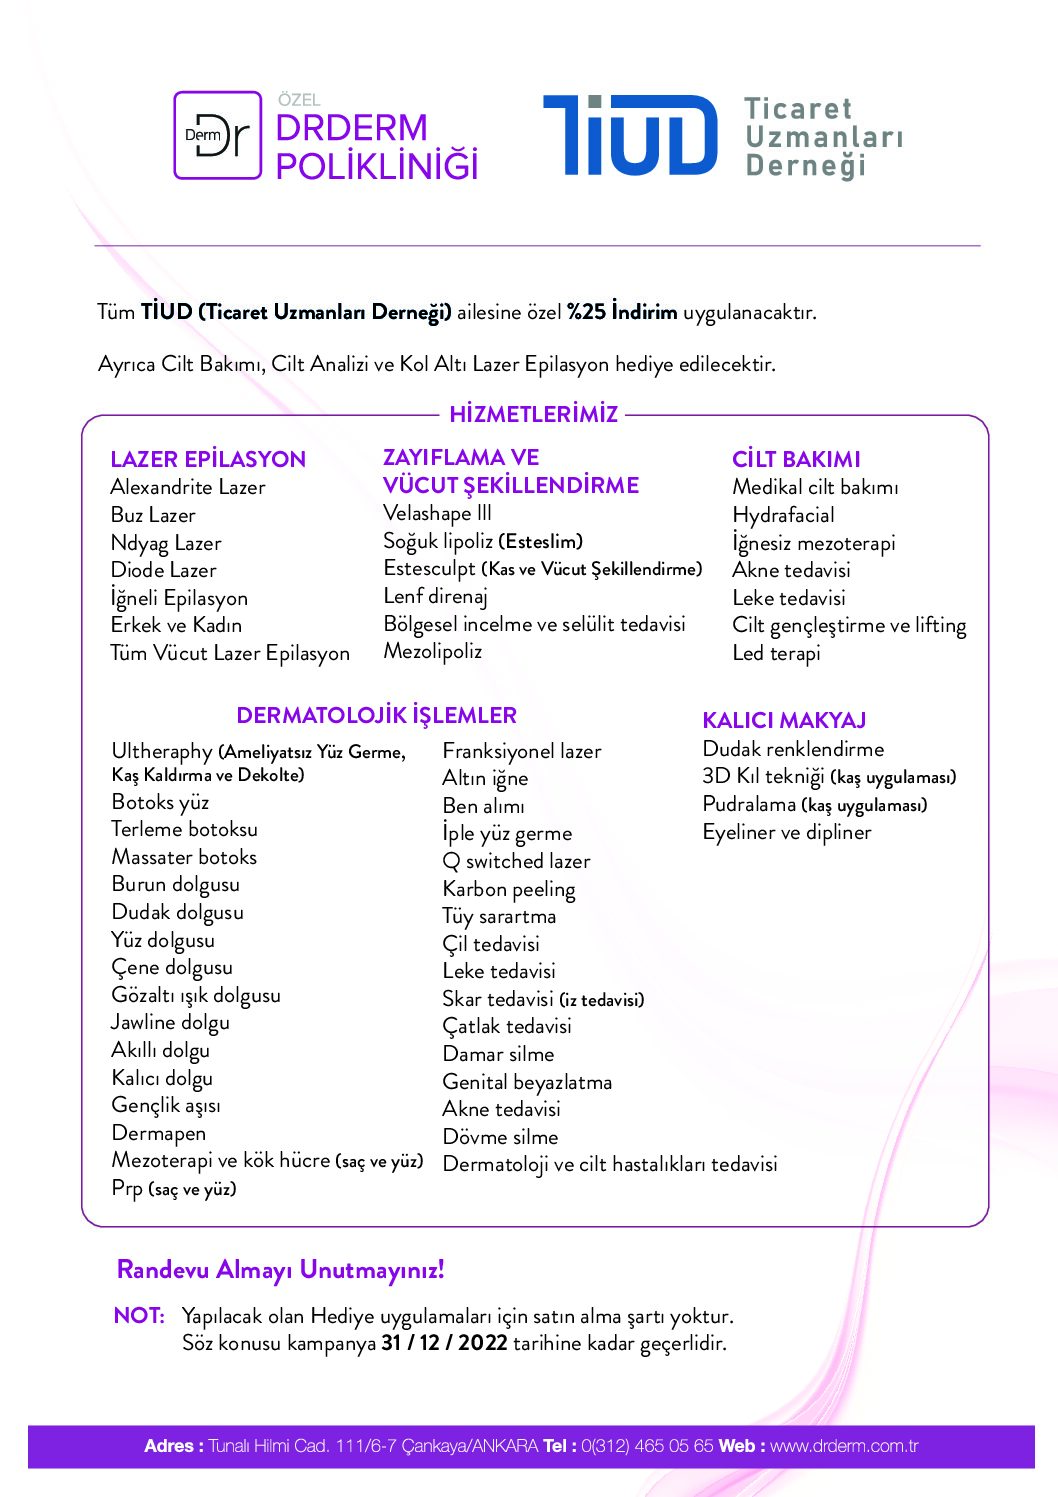 Derm Dr
ÖZEL
DRDERM
POLİKLİNİĞİ
TiUD
Ticaret
Uzmanları
Derneği
Tüm TİUD (Ticaret Uzmanları Derneği) ailesine özel %25 İndirim uygulanacaktır.
Ayrıca Cilt Bakımı, Cilt Analizi ve Kol Altı Lazer Epilasyon hediye edilecektir.
HİZMETLERİMİZ
LAZER EPİLASYON
Alexandrite Lazer
Buz Lazer
Ndyag Lazer
Diode Lazer
İğneli Epilasyon
Erkek ve Kadın
Tüm Vücut Lazer Epilasyon
ZAYIFLAMA VE
VÜCUT ŞEKİLLENDİRME
Velashape lll
Soğuk lipoliz (Esteslim)
Estesculpt (Kas ve Vücut Şekillendirme)
Lenf direnaj
Bölgesel incelme ve selülit tedavisi
Mezolipoliz
CİLT BAKIMI
Medikal cilt bakımı
Hydrafacial
İğnesiz mezoterapi
Akne tedavisi
Leke tedavisi
Cilt gençleştirme ve lifting
Led terapi
DERMATOLOJİK İŞLEMLER
Ultheraphy (Ameliyatsız Yüz Germe,
Kaş Kaldırma ve Dekolte)
Botoks yüz
Terleme botoksu
Massater botoks
Burun dolgusu
Dudak dolgusu
Yüz dolgusu
Çene dolgusu
Gözaltı ışık dolgusu
Jawline dolgu
Akıllı dolgu
Kalıcı dolgu
Gençlik aşısı
Dermapen
Mezoterapi ve kök hücre (saç ve yüz)
Prp (saç ve yüz)
Franksiyonel lazer
Altın iğne
Ben alımı
İple yüz germe
Q switched lazer
Karbon peeling
Tüy sarartma
Çil tedavisi
Leke tedavisi
Skar tedavisi (iz tedavisi)
Çatlak tedavisi
Damar silme
Genital beyazlatma
Akne tedavisi
Dövme silme
Dermatoloji ve cilt hastalıkları tedavisi
KALICI MAKYAJ
Dudak renklendirme
3D Kıl tekniği (kaş uygulaması)
Pudralama (kaş uygulaması)
Eyeliner ve dipliner
Randevu Almayı Unutmayınız!
NOT: Yapılacak olan Hediye uygulamaları için satın alma şartı yoktur.
Söz konusu kampanya 31 / 12 / 2022 tarihine kadar geçerlidir.
Adres : Tunalı Hilmi Cad. 111/6-7 Çankaya/ANKARA Tel : 0(312) 465 05 65 Web : www.drderm.com.tr